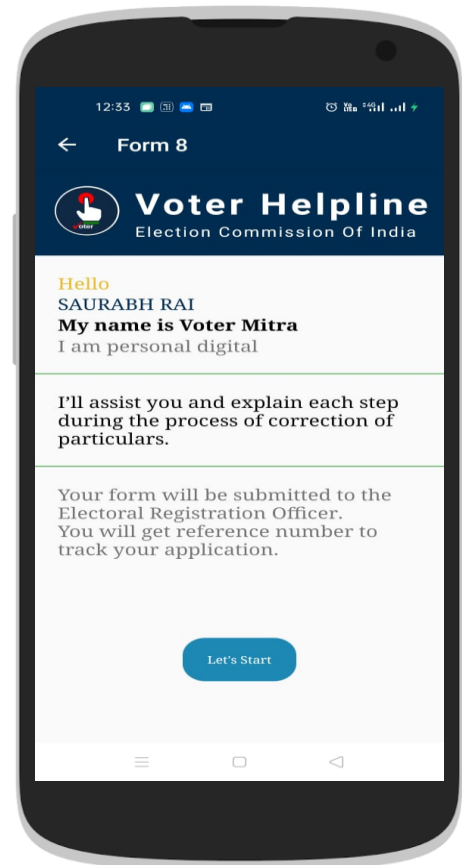 12:33
Form 8
voter
Voter Helpline
Election Commission Of India
Hello
SAURABH RAI
My name is Voter Mitra
I am personal digital
I'll assist you and explain each step
during the process of correction of
particulars.
Your form will be submitted to the
Electoral Registration Officer.
You will get reference number to
track your application.
Let's Start